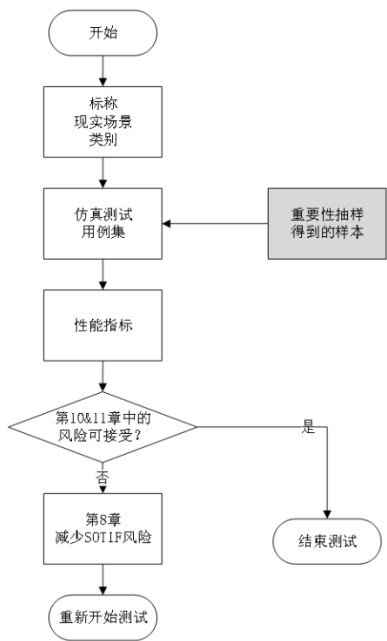 开始
标称
现实场景
类别
仿真测试
用例集
重要性抽样
得到的样本
性能指标
第10&11章中的
风险可接受？
是
否
第8章
减少SOTIF风险
结束测试
重新开始测试